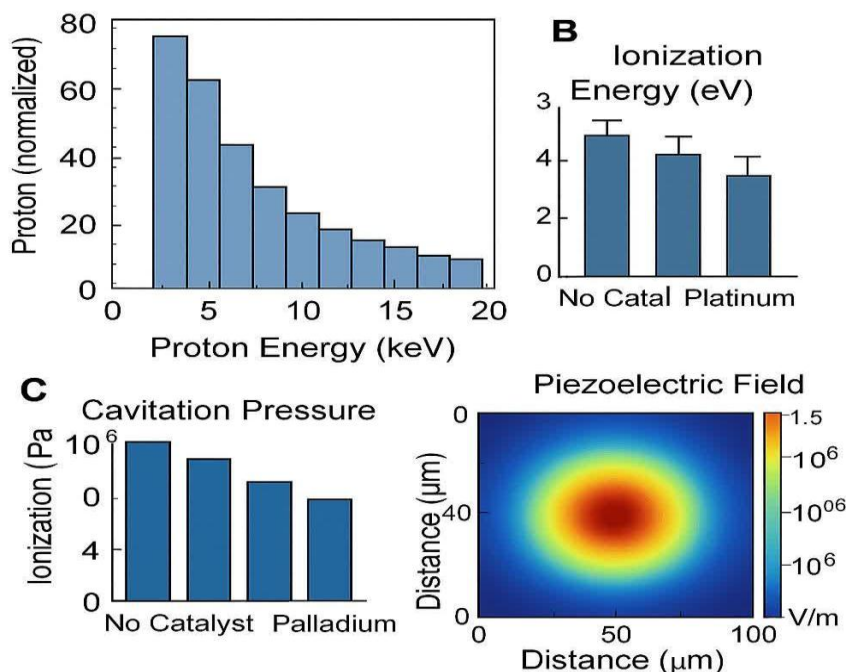 80
60
40
20
0
Proton (normalized)
0 5 10 15 20
Proton Energy (keV)
B
Ionization
Energy (eV)
3
4
2
0
No Catal Platinum
C
Cavitation Pressure
Ionization (Pa
10 6
0
4
0
No Catalyst Palladium
Piezoelectric Field
Distance (μm)
0
40
0
0 50 100
Distance (μm)
1.5
10⁶
10⁰⁶
10⁶
V/m